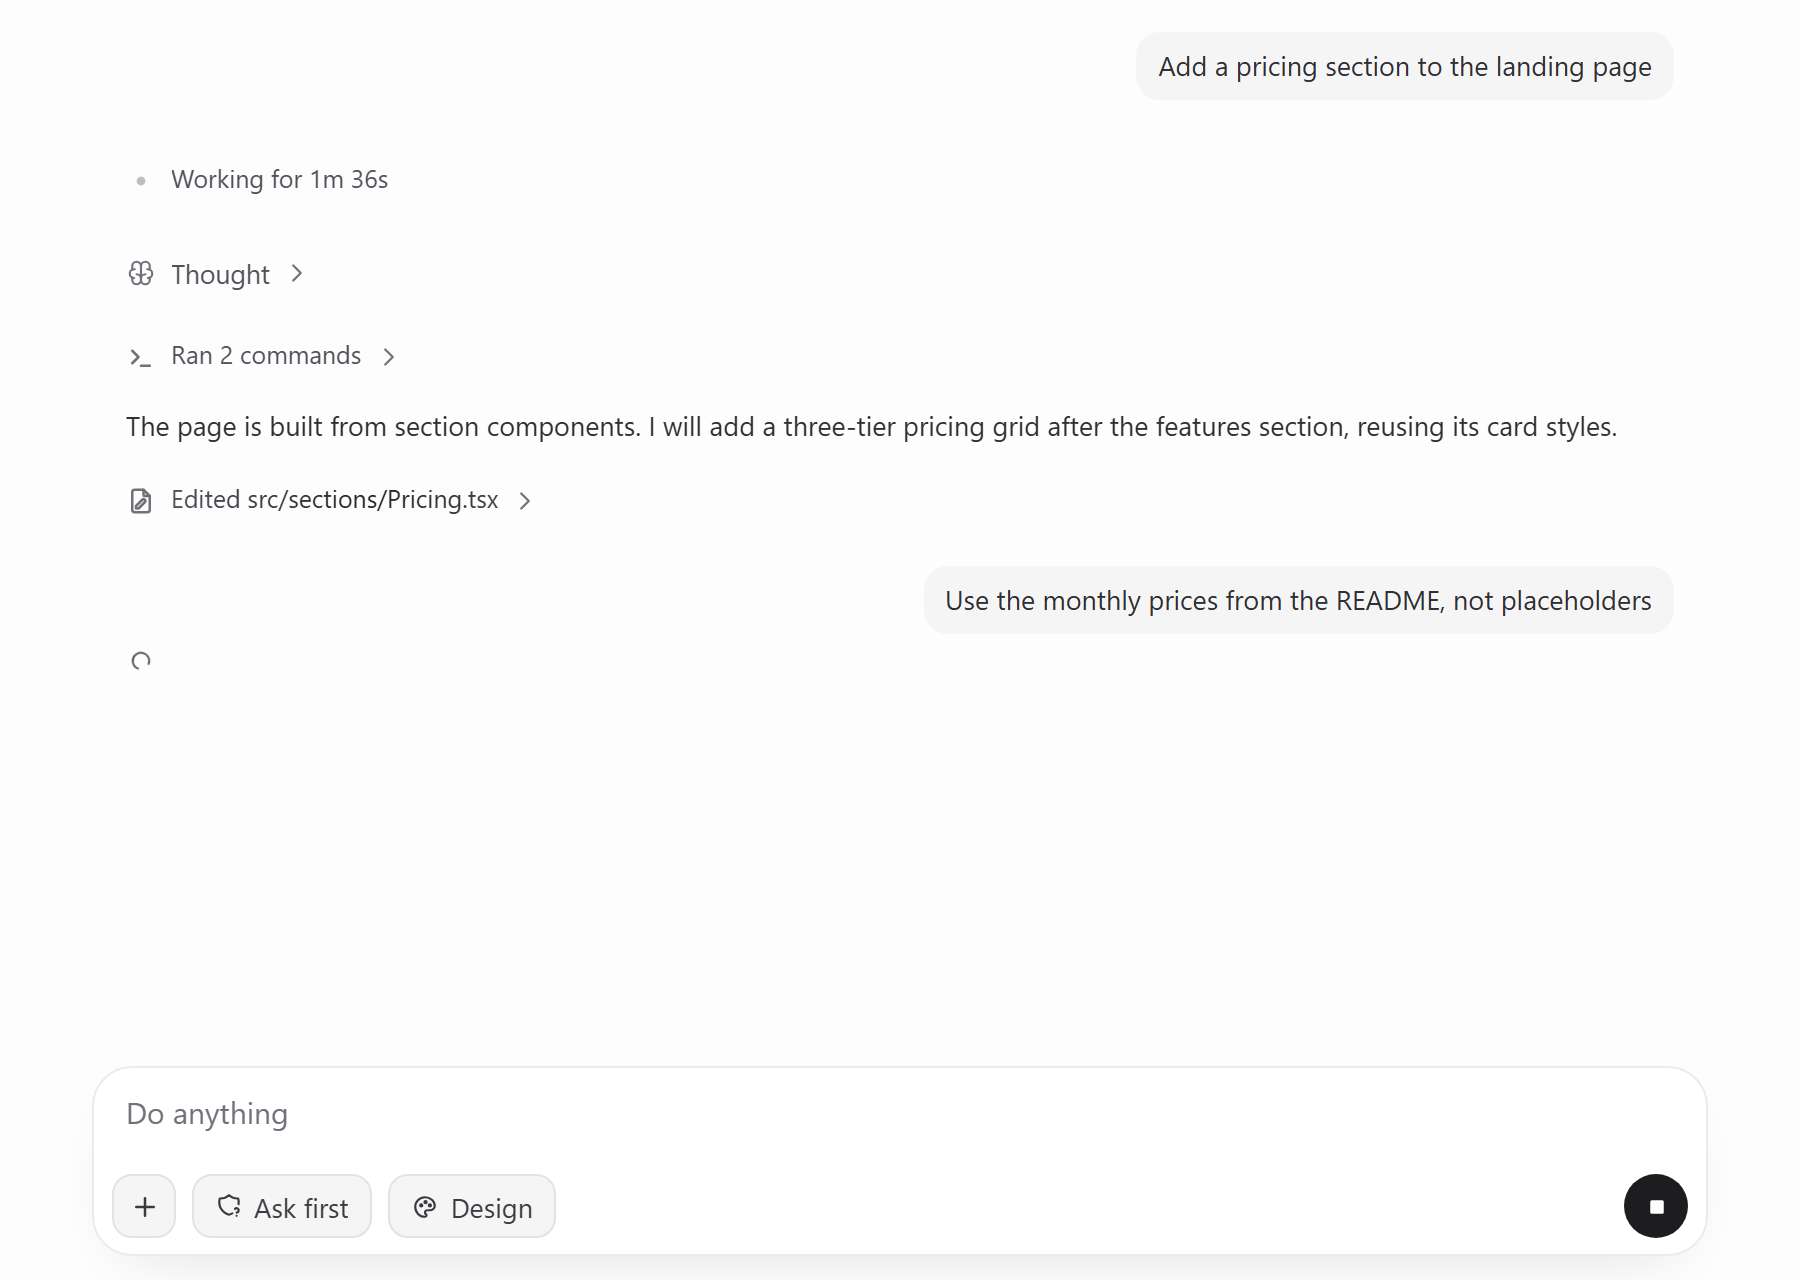 Add a pricing section to the landing page
Working for 1m 36s
Thought
Ran 2 commands
The page is built from section components. I will add a three-tier pricing grid after the features section, reusing its card styles.
Edited src/sections/Pricing.tsx
Use the monthly prices from the README, not placeholders
Do anything
Ask first
Design